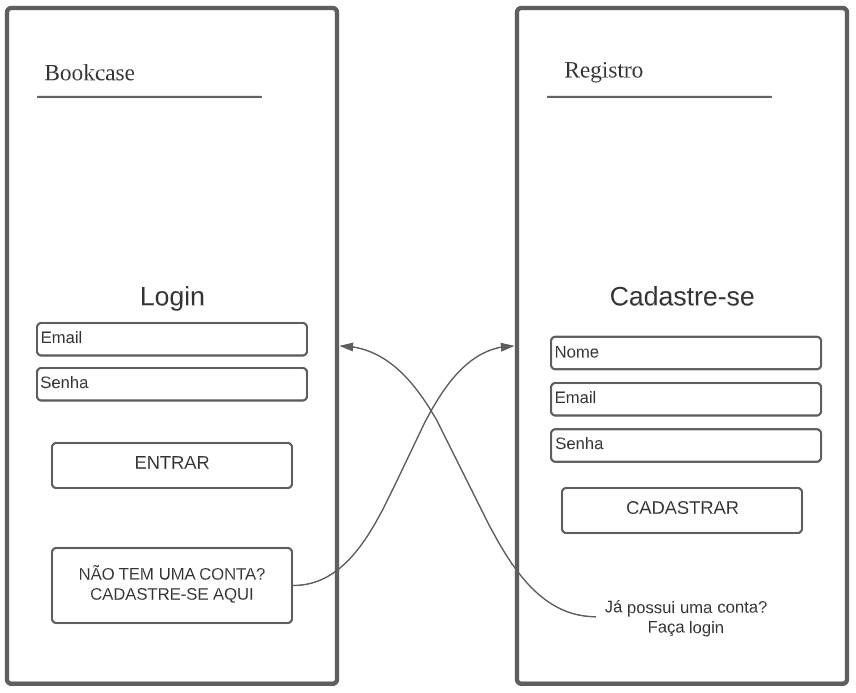 Bookcase
Login
Email
Senha
ENTRAR
NÃO TEM UMA CONTA?
CADASTRE-SE AQUI
Registro
Cadastre-se
Nome
Email
Senha
CADASTRAR
Já possui uma conta?
Faça login